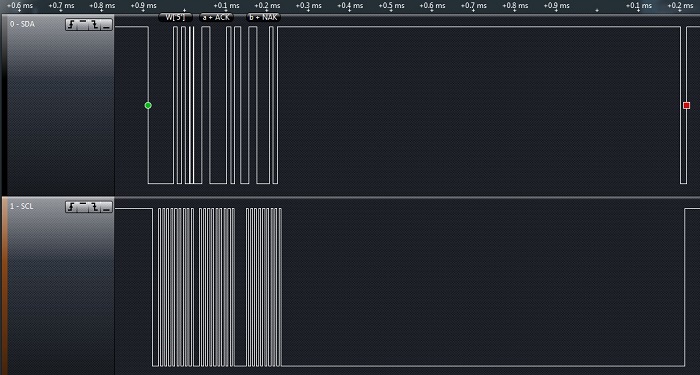 +0.6 ms +0.7 ms +0.8 ms +0.9 ms +0.1 ms +0.2 ms +0.3 ms +0.4 ms +0.5 ms +0.6 ms +0.7 ms +0.8 ms +0.9 ms +0.1 ms +0.2 ms
W[ 5 ] a + ACK b + NAK
0 - SDA
1 - SCL